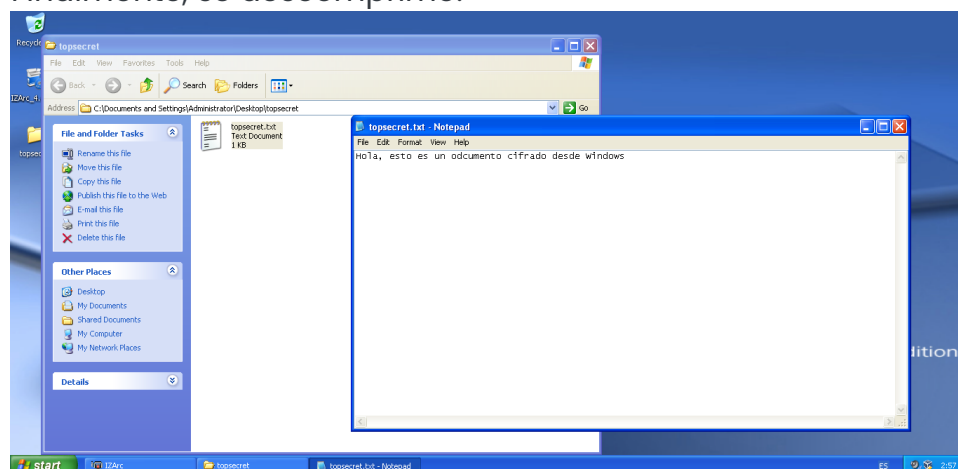 Finalmente, se descomprime.
Recycle
topsecret
File Edit View Favorites Tools Help
Back Search Folders
Address C:\Documents and Settings\Administrator\Desktop\topsecret Go
IZArc_4.
File and Folder Tasks
Rename this file
Move this file
Copy this file
Publish this file to the Web
E-mail this file
Print this file
Delete this file
topsec
Other Places
Desktop
My Documents
Shared Documents
My Computer
My Network Places
Details
topsecret.txt
Text Document
1 KB
topsecret.txt - Notepad
File Edit Format View Help
Hola, esto es un odcumento cifrado desde Windows
dition
start IZArc topsecret topsecret.txt - Notepad ES 2:57